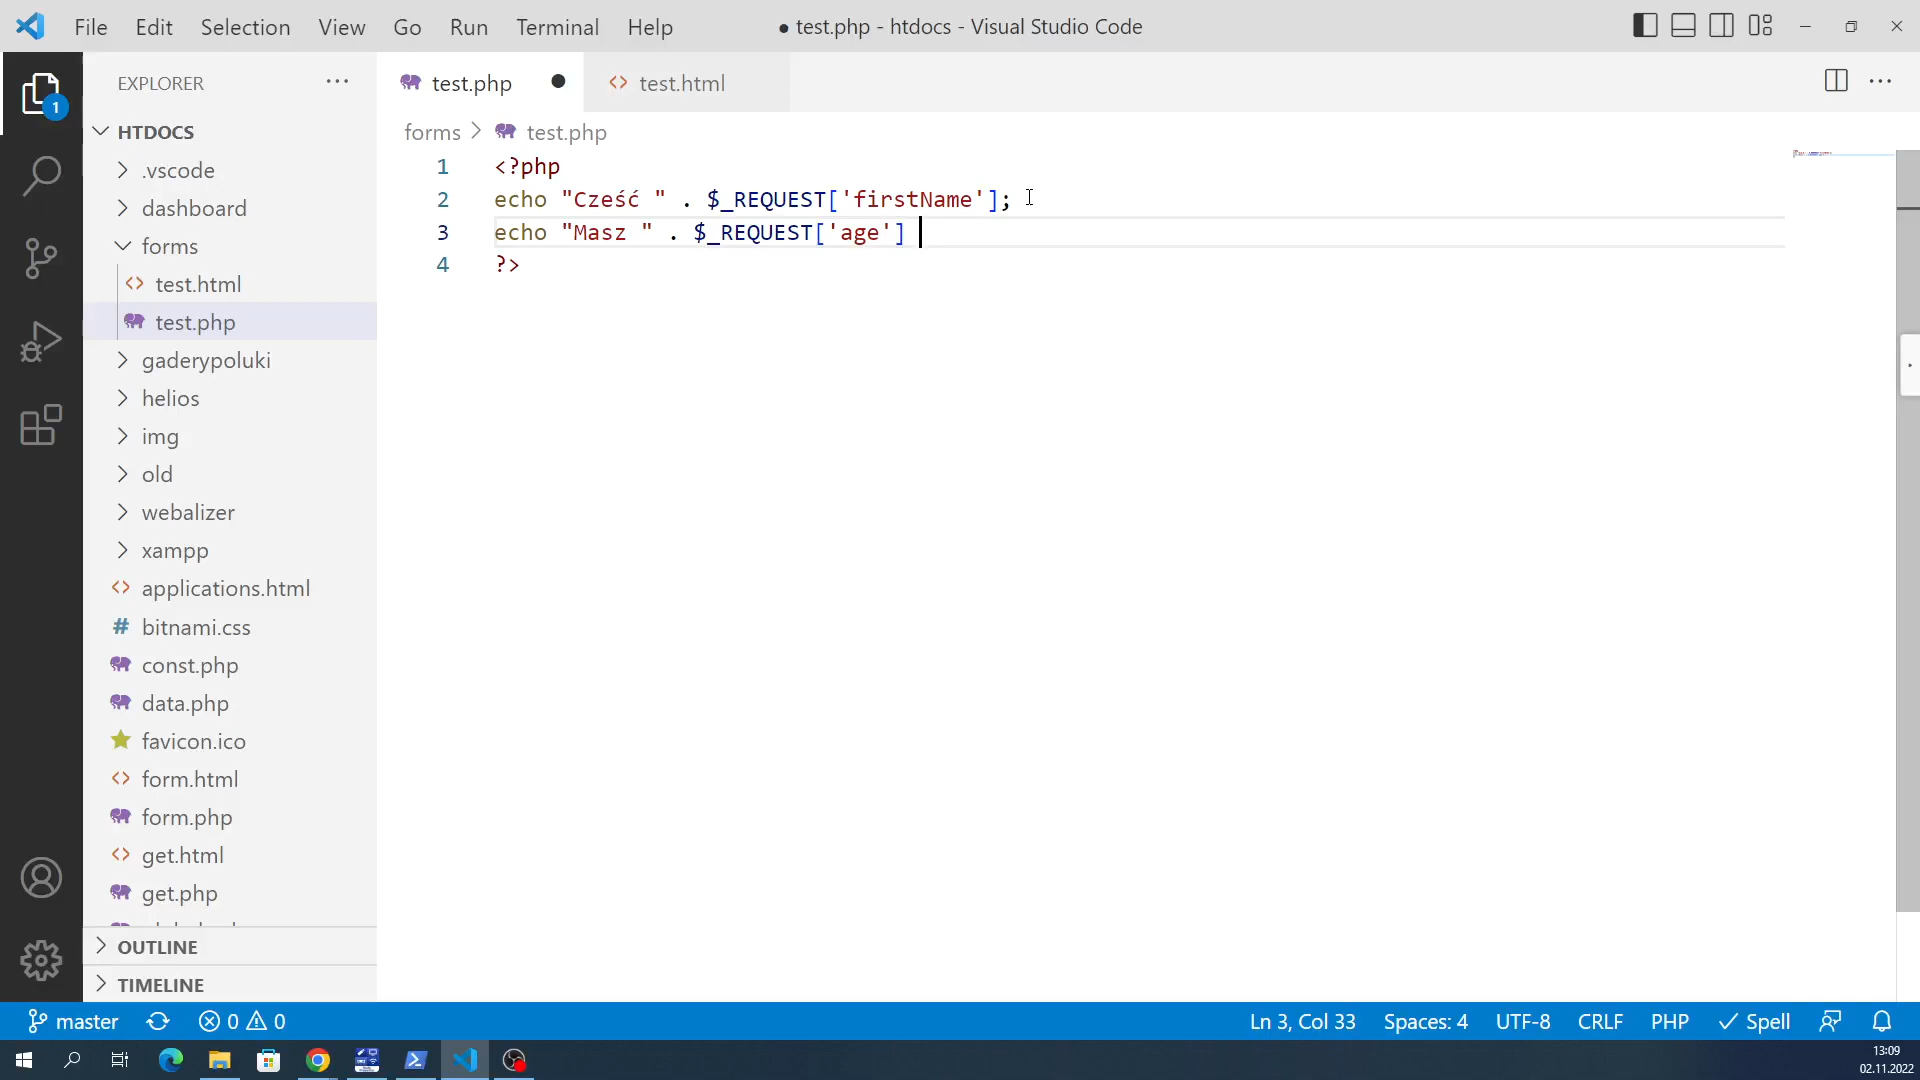 File Edit Selection View Go Run Terminal Help
● test.php - htdocs - Visual Studio Code
1
EXPLORER
HTDOCS
.vscode
dashboard
forms
test.html
test.php
gaderypoluki
helios
img
old
webalizer
xampp
applications.html
bitnami.css
const.php
data.php
favicon.ico
form.html
form.php
get.html
get.php
OUTLINE
TIMELINE
test.php ● test.html
forms > test.php
1 <?php
2 echo "Cześć " . $_REQUEST['firstName'];
3 echo "Masz " . $_REQUEST['age']
4 ?>
master 0 0 Ln 3, Col 33 Spaces: 4 UTF-8 CRLF PHP Spell
13:09
02.11.2022